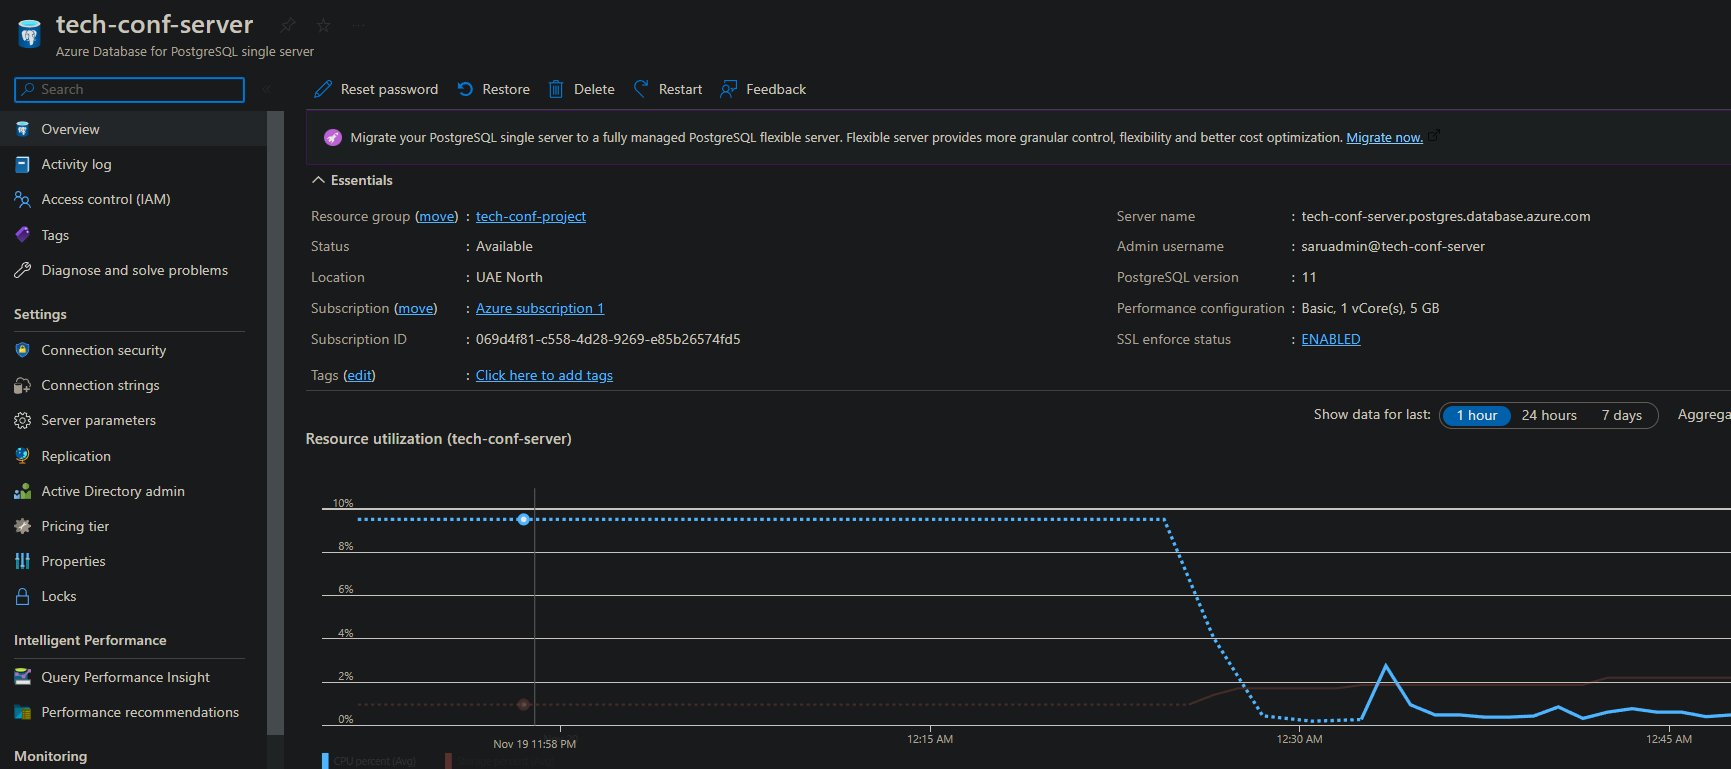 tech-conf-server
Azure Database for PostgreSQL single server
Search
Reset password Restore Delete Restart Feedback
Migrate your PostgreSQL single server to a fully managed PostgreSQL flexible server. Flexible server provides more granular control, flexibility and better cost optimization. Migrate now.
Overview
Activity log
Access control (IAM)
Tags
Diagnose and solve problems
Settings
Connection security
Connection strings
Server parameters
Replication
Active Directory admin
Pricing tier
Properties
Locks
Intelligent Performance
Query Performance Insight
Performance recommendations
Monitoring
Essentials
Resource group (move) : tech-conf-project
Status : Available
Location : UAE North
Subscription (move) : Azure subscription 1
Subscription ID : 069d4f81-c558-4d28-9269-e85b26574fd5
Tags (edit) : Click here to add tags
Server name : tech-conf-server.postgres.database.azure.com
Admin username : saruadmin@tech-conf-server
PostgreSQL version : 11
Performance configuration : Basic, 1 vCore(s), 5 GB
SSL enforce status : ENABLED
Show data for last: 1 hour 24 hours 7 days Aggrega
Resource utilization (tech-conf-server)
10%
8%
6%
4%
2%
0%
Nov 19 11:58 PM 12:15 AM 12:30 AM 12:45 AM
CPU percent (Avg)